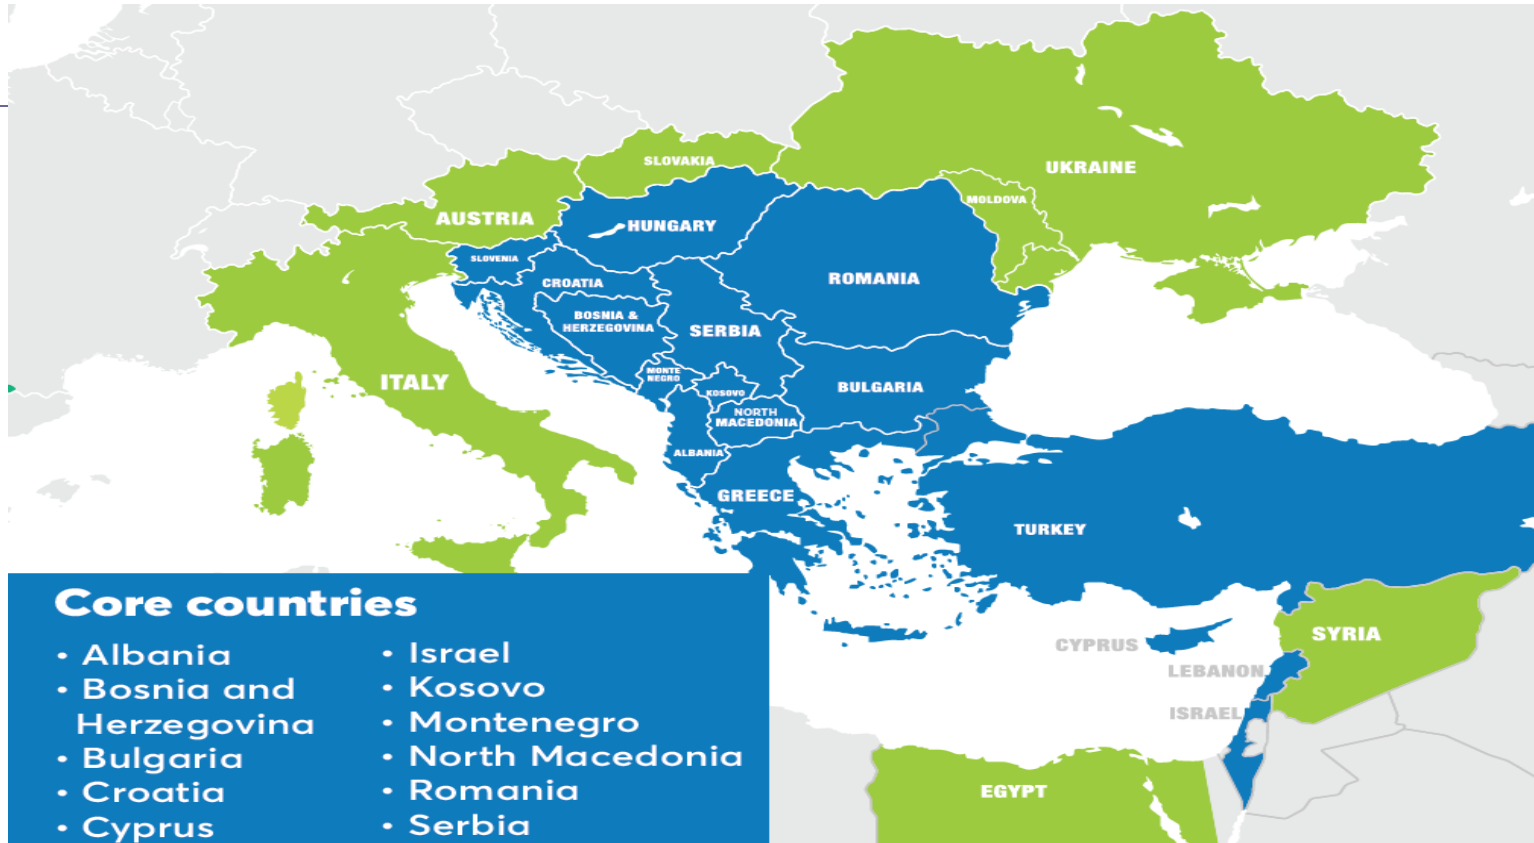 SLOVAKIA
UKRAINE
MOLDOVA
AUSTRIA
HUNGARY
SLOVENIA
ROMANIA
CROATIA
BOSNIA &
HERZEGOVINA
SERBIA
ITALY
MONTE
NEGRO
KOSOVO
BULGARIA
NORTH
MACEDONIA
ALBANIA
GREECE
TURKEY
SYRIA
CYPRUS
LEBANON
ISRAEL
EGYPT
Core countries
• Albania
• Bosnia and
Herzegovina
• Bulgaria
• Croatia
• Cyprus
• Israel
• Kosovo
• Montenegro
• North Macedonia
• Romania
• Serbia